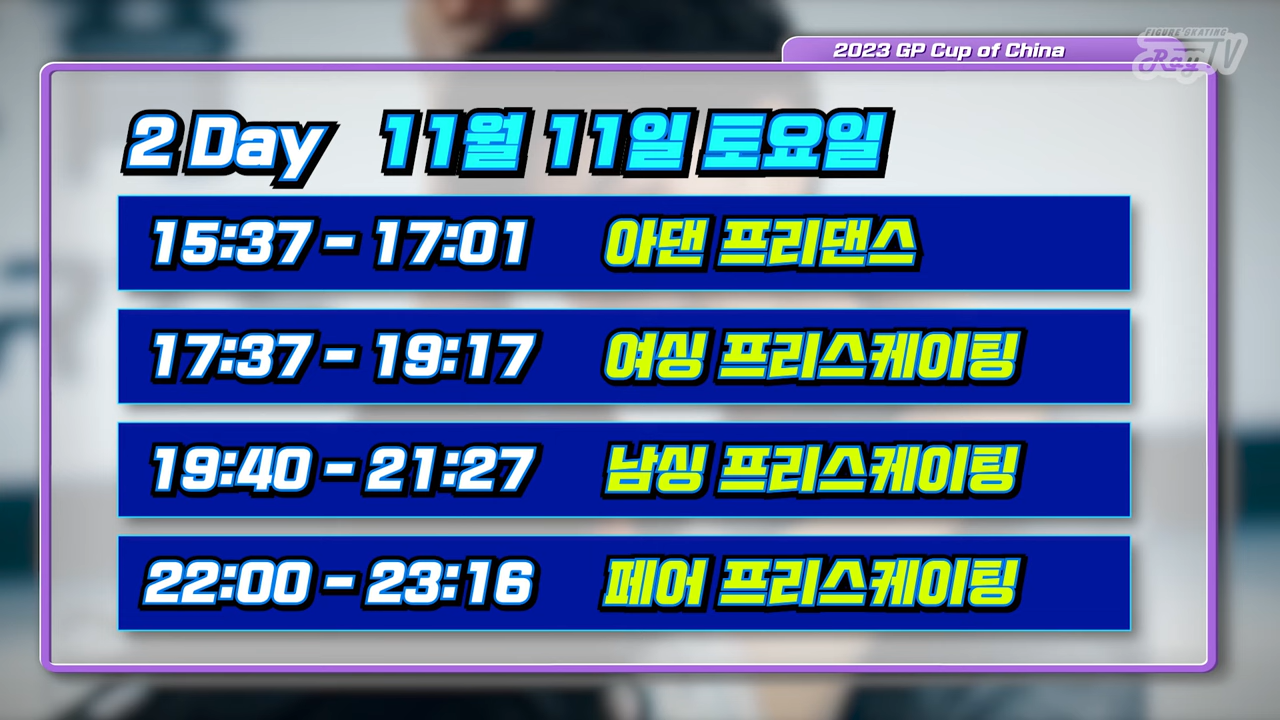 2023 GP Cup of China
FIGURE SKATING
Ray TV
2 Day 11월 11일 토요일
15:37 - 17:01 아댄 프리댄스
17:37 - 19:17 여싱 프리스케이팅
19:40 - 21:27 남싱 프리스케이팅
22:00 - 23:16 페어 프리스케이팅